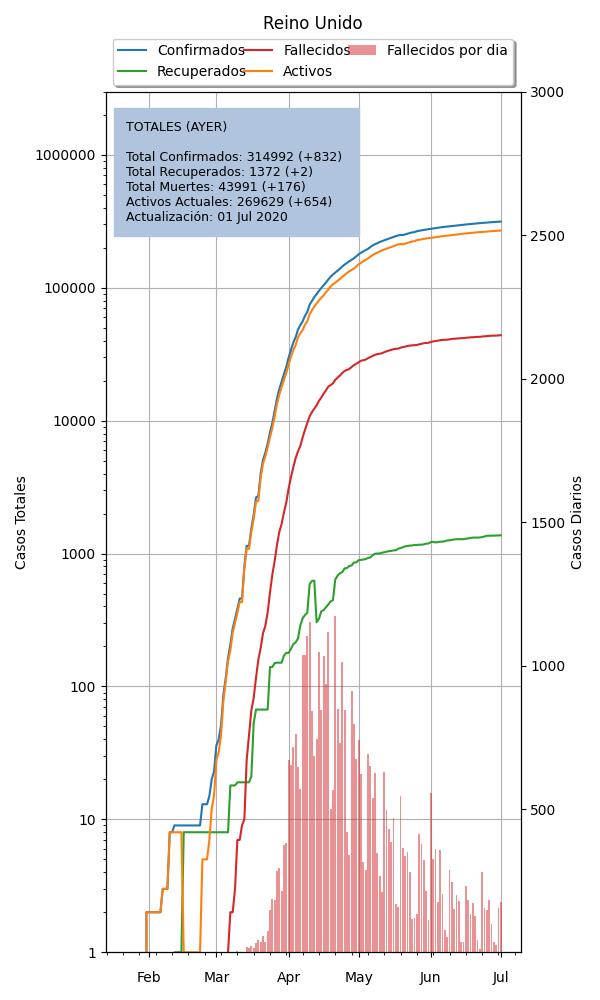 Reino Unido
Confirmados
Recuperados
Fallecidos
Activos
Fallecidos por dia
TOTALES (AYER)
Total Confirmados: 314992 (+832)
Total Recuperados: 1372 (+2)
Total Muertes: 43991 (+176)
Activos Actuales: 269629 (+654)
Actualización: 01 Jul 2020
Casos Totales
1000000
100000
10000
1000
100
10
1
3000
2500
2000
1500
1000
500
Casos Diarios
Feb
Mar
Apr
May
Jun
Jul